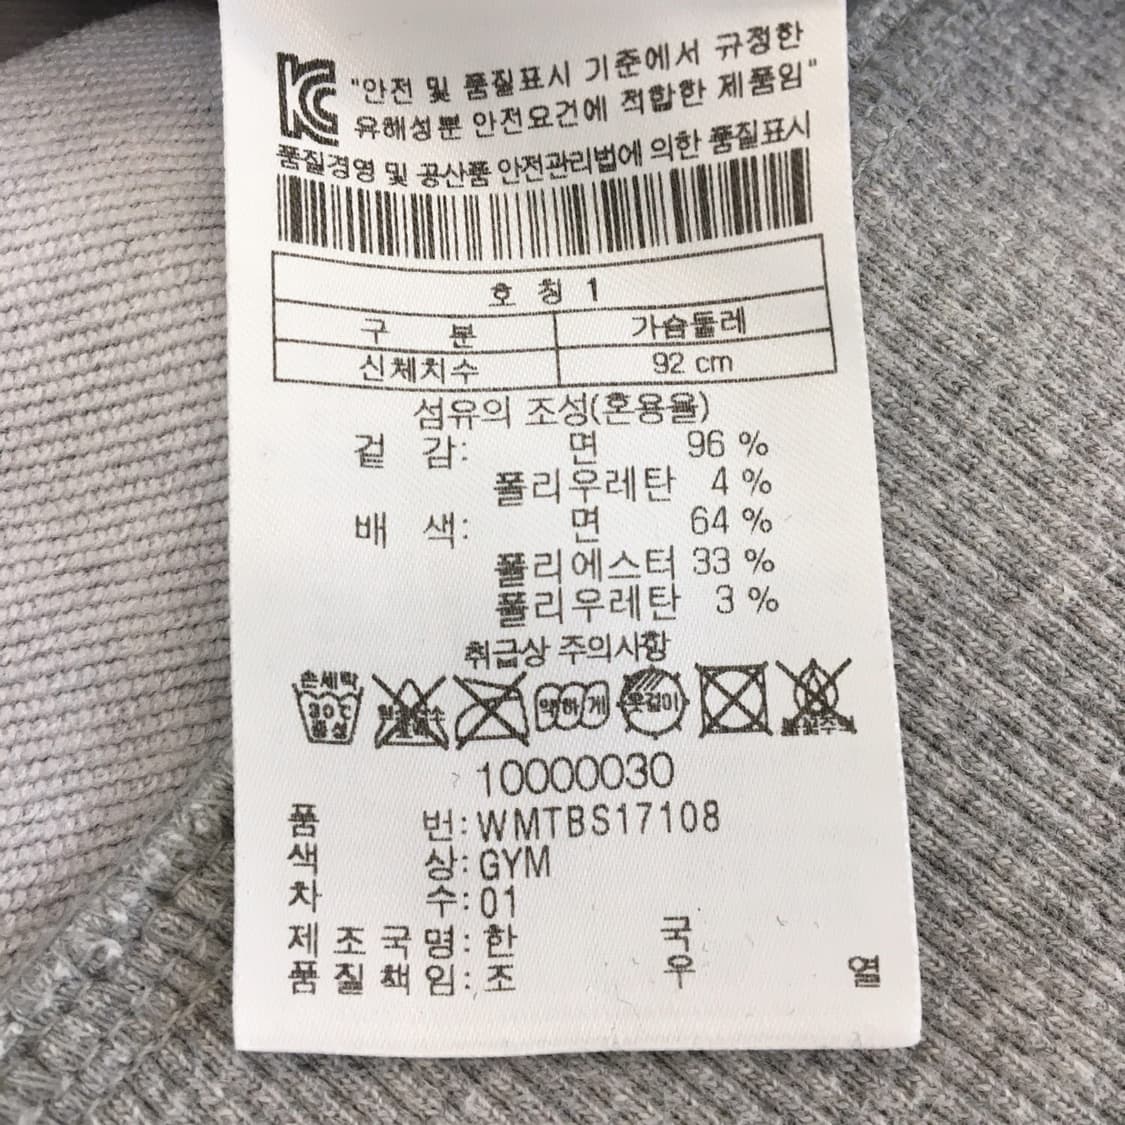 KC "안전 및 품질표시 기준에서 규정한
유해성분 안전요건에 적합한 제품임"
품질경영 및 공산품 안전관리법에 의한 품질표시
호 칭 1
구 분 가슴둘레
신체치수 92 cm
섬유의 조성(혼용율)
겉 감: 면 96 %
폴리우레탄 4 %
배 색: 면 64 %
폴리에스터 33 %
폴리우레탄 3 %
취급상 주의사항
손세탁 30℃ 중성 약하게 옷걸이
10000030
품 번: WMTBS17108
색 상: GYM
차 수: 01
제 조 국 명: 한 국
품 질 책 임: 조 우 열